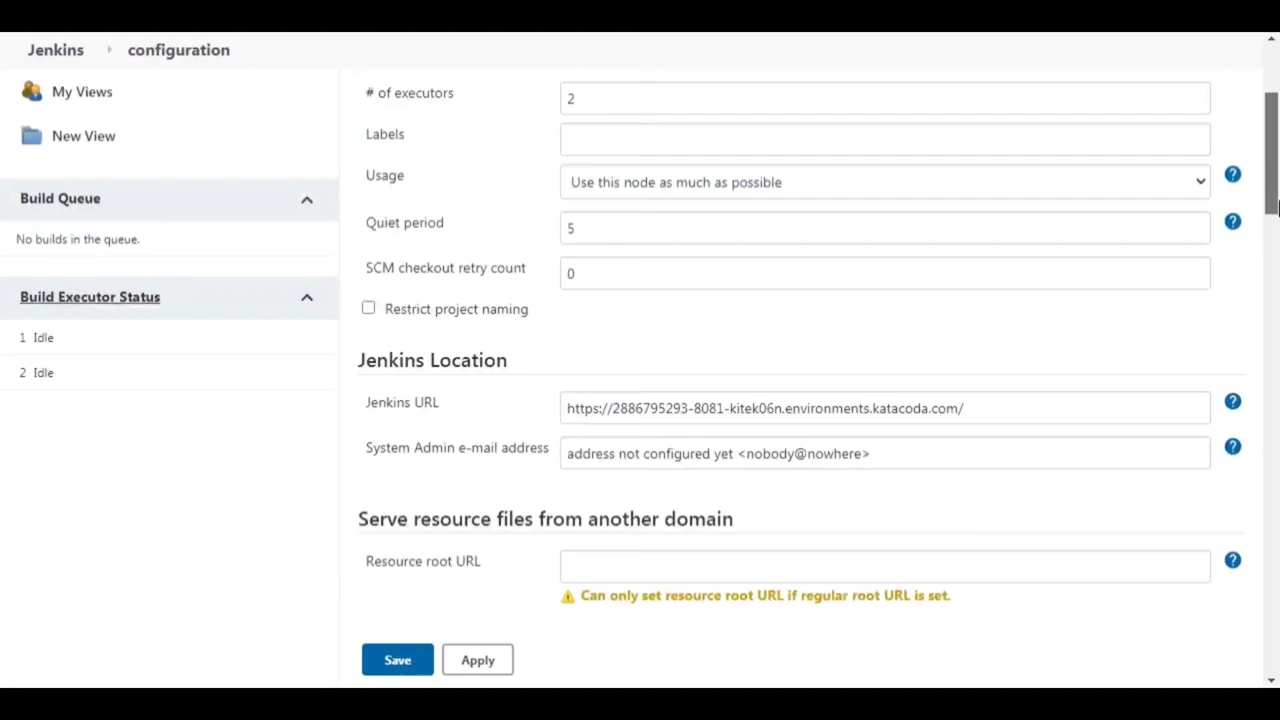 Jenkins configuration
My Views
New View
Build Queue
No builds in the queue.
Build Executor Status
1 Idle
2 Idle
# of executors
2
Labels
Usage
Use this node as much as possible
Quiet period
5
SCM checkout retry count
0
Restrict project naming
Jenkins Location
Jenkins URL
https://2886795293-8081-kitek06n.environments.katacoda.com/
System Admin e-mail address
address not configured yet <nobody@nowhere>
Serve resource files from another domain
Resource root URL
Can only set resource root URL if regular root URL is set.
Save Apply